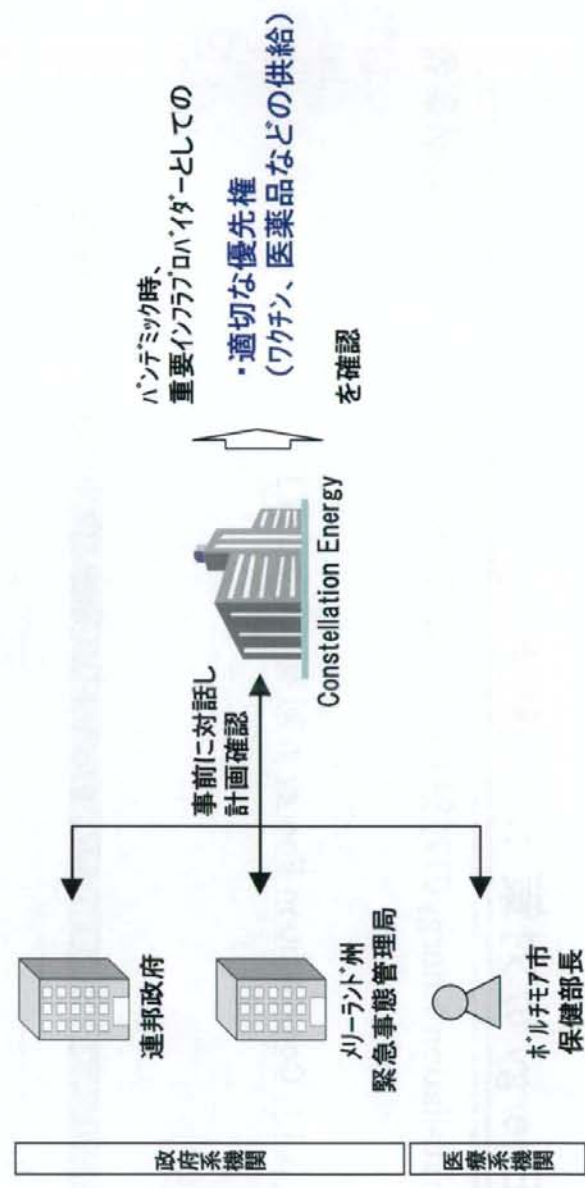 政府系機関
医療系機関
連邦政府
メリーランド州
緊急事態管理局
ボルチモア市
保健部長
事前に対話し
計画確認
Constellation Energy
パンデミック時、
重要インフラプロバイダーとしての
・適切な優先権
(ワクチン、医薬品などの供給)
を確認